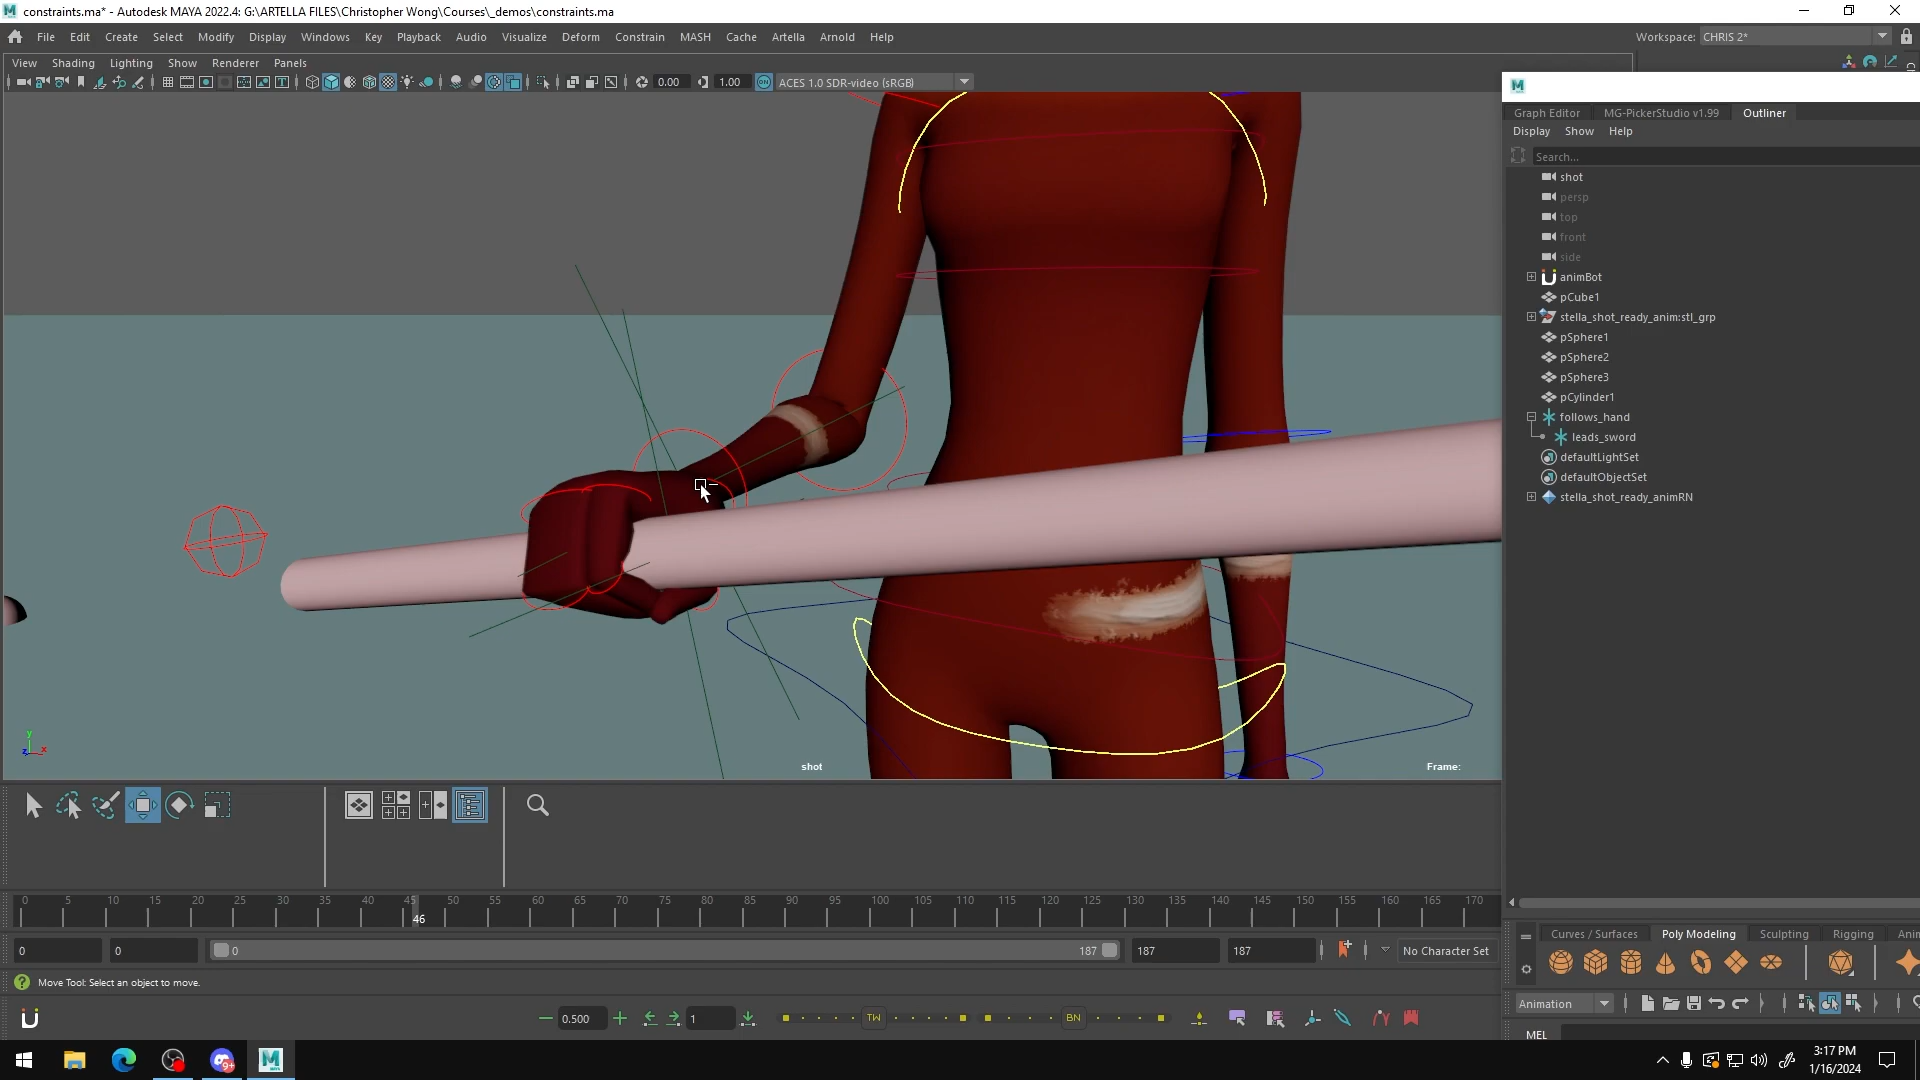 constraints.ma* - Autodesk MAYA 2022.4: G:\ARTELLA FILES\Christopher Wong\Courses\_demos\constraints.ma
File Edit Create Select Modify Display Windows Key Playback Audio Visualize Deform Constrain MASH Cache Artella Arnold Help
Workspace: CHRIS 2*
View Shading Lighting Show Renderer Panels
0.00 1.00 ON ACES 1.0 SDR-video (sRGB)
Graph Editor MG-PickerStudio v1.99 Outliner
Display Show Help
Search...
shot
persp
top
front
side
animBot
pCube1
stella_shot_ready_anim:stl_grp
pSphere1
pSphere2
pSphere3
pCylinder1
follows_hand
leads_sword
defaultLightSet
defaultObjectSet
stella_shot_ready_animRN
y
z x
shot Frame:
0 5 10 15 20 25 30 35 40 45 50 55 60 65 70 75 80 85 90 95 100 105 110 115 120 125 130 135 140 145 150 155 160 165 170
46
Curves / Surfaces Poly Modeling Sculpting Rigging Anin
0 0 0 187 187 187 No Character Set
Move Tool: Select an object to move.
Animation
0.500 1 TW BN
MEL
9+
3:17 PM
1/16/2024